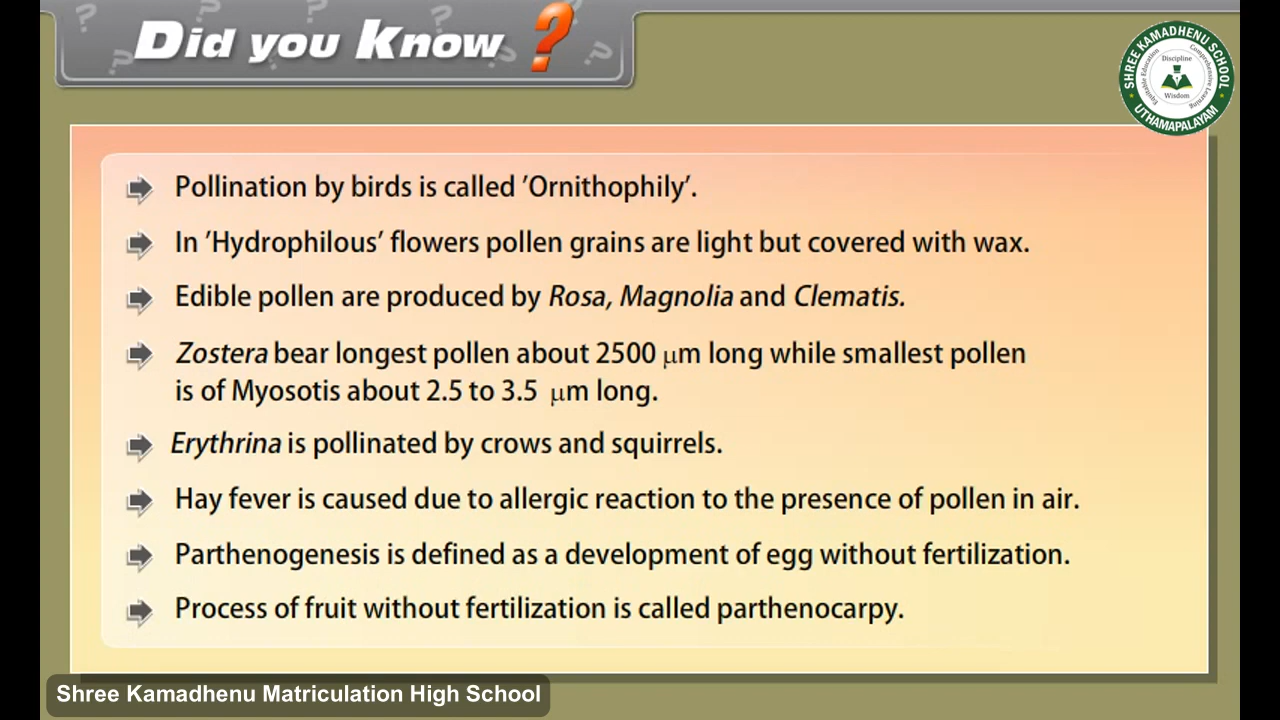 Did you Know ?
SHREE KAMADHENU SCHOOL
Discipline
Equitable Education
Comprehensive Learning
Wisdom
UTHAMAPALAYAM
Pollination by birds is called ’Ornithophily’.
In ’Hydrophilous’ flowers pollen grains are light but covered with wax.
Edible pollen are produced by Rosa, Magnolia and Clematis.
Zostera bear longest pollen about 2500 μm long while smallest pollen
is of Myosotis about 2.5 to 3.5 μm long.
Erythrina is pollinated by crows and squirrels.
Hay fever is caused due to allergic reaction to the presence of pollen in air.
Parthenogenesis is defined as a development of egg without fertilization.
Process of fruit without fertilization is called parthenocarpy.
Shree Kamadhenu Matriculation High School